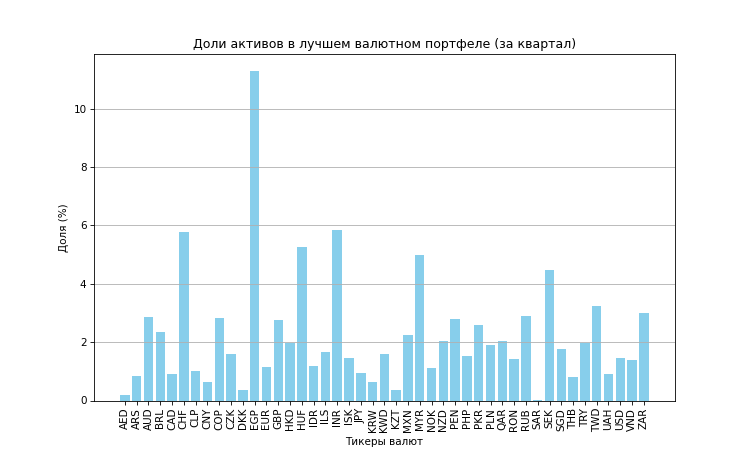 Доли активов в лучшем валютном портфеле (за квартал)
Доля (%)
10
8
6
4
2
0
AED ARS AUD BRL CAD CHF CLP CNY COP CZK DKK EGP EUR GBP HKD HUF IDR ILS INR ISK JPY KRW KWD KZT MXN MYR NOK NZD PEN PHP PKR PLN QAR RON RUB SAR SEK SGD THB TRY TWD UAH USD VND ZAR
Тикеры валют